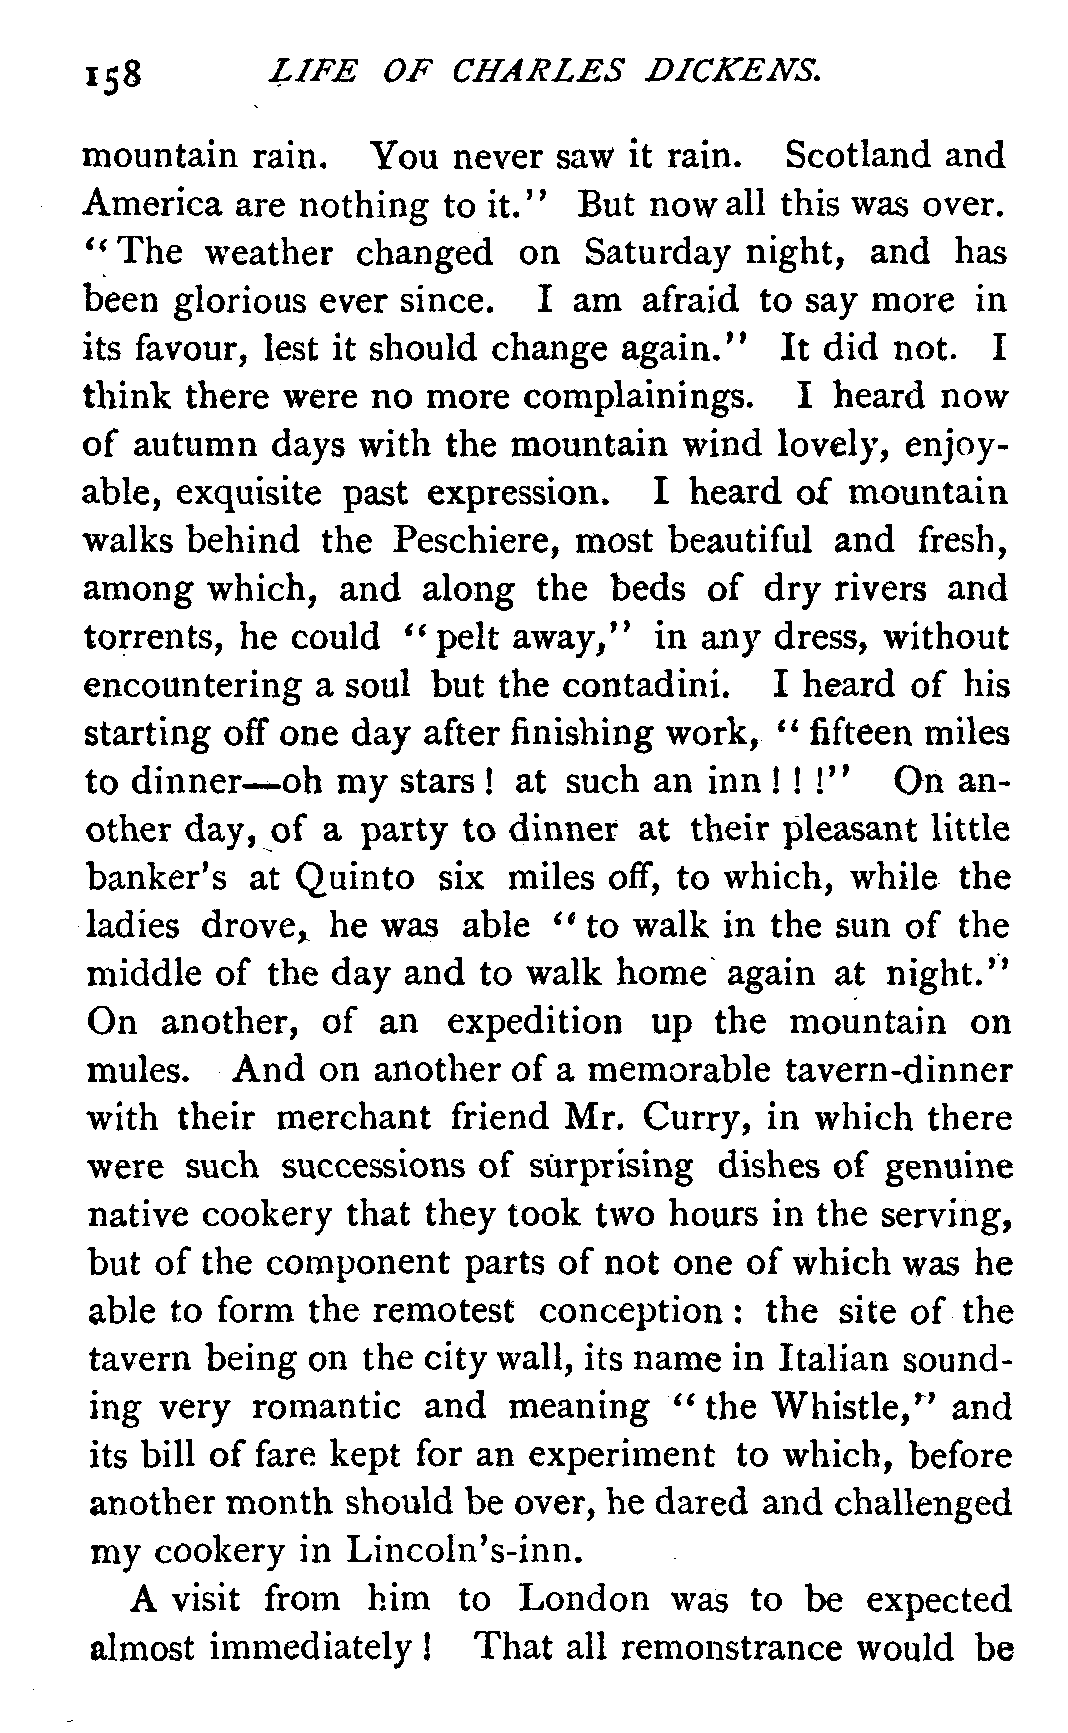 158 LIFE OF CHARLES DICKENS.
mountain rain. You never saw it rain. Scotland and
America are nothing to it." But now all this was over.
"The weather changed on Saturday night, and has
been glorious ever since. I am afraid to say more in
its favour, lest it should change again." It did not. I
think there were no more complainings. I heard now
of autumn days with the mountain wind lovely, enjoy-
able, exquisite past expression. I heard of mountain
walks behind the Peschiere, most beautiful and fresh,
among which, and along the beds of dry rivers and
torrents, he could "pelt away," in any dress, without
encountering a soul but the contadini. I heard of his
starting off one day after finishing work, "fifteen miles
to dinner—oh my stars! at such an inn!!!" On an-
other day, of a party to dinner at their pleasant little
banker's at Quinto six miles off, to which, while the
ladies drove, he was able "to walk in the sun of the
middle of the day and to walk home again at night."
On another, of an expedition up the mountain on
mules. And on another of a memorable tavern-dinner
with their merchant friend Mr. Curry, in which there
were such successions of surprising dishes of genuine
native cookery that they took two hours in the serving,
but of the component parts of not one of which was he
able to form the remotest conception: the site of the
tavern being on the city wall, its name in Italian sound-
ing very romantic and meaning "the Whistle," and
its bill of fare kept for an experiment to which, before
another month should be over, he dared and challenged
my cookery in Lincoln's-inn.
A visit from him to London was to be expected
almost immediately! That all remonstrance would be